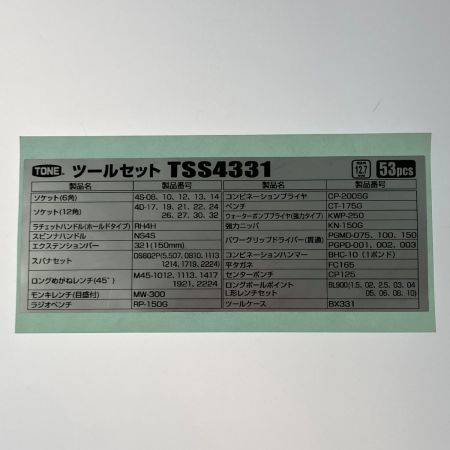 TONE ツールセット TSS4331 12.7 53pcs
製品名 製品番号 製品名 製品番号
ソケット(6角) 4S-08、10、12、13、14 コンビネーションプライヤ CP-200SG
ソケット(12角) 4D-17、19、21、22、24 ペンチ CT-175G
26、27、30、32 ウォーターポンププライヤ(強力タイプ) KWP-250
ラチェットハンドル(ホールドタイプ) RH4H 強力ニッパ KN-150G
スピンナハンドル NS4S パワーグリップドライバー(貫通) PGMD-075、100、150
エクステンションバー 321(150mm) PGPD-001、002、003
スパナセット DS602P(5.507、0810、1113 コンビネーションハンマー BHC-10(1ポンド)
1214、1719、2224) 平タガネ FC165
ロングめがねレンチ(45°) M45-1012、1113、1417 センターポンチ CP125
1921、2224 ロングボールポイント BL900(1.5、02、2.5、03、04
モンキレンチ(目盛付) MW-300 L形レンチセット 05、06、08、10)
ラジオペンチ RP-150G ツールケース BX331